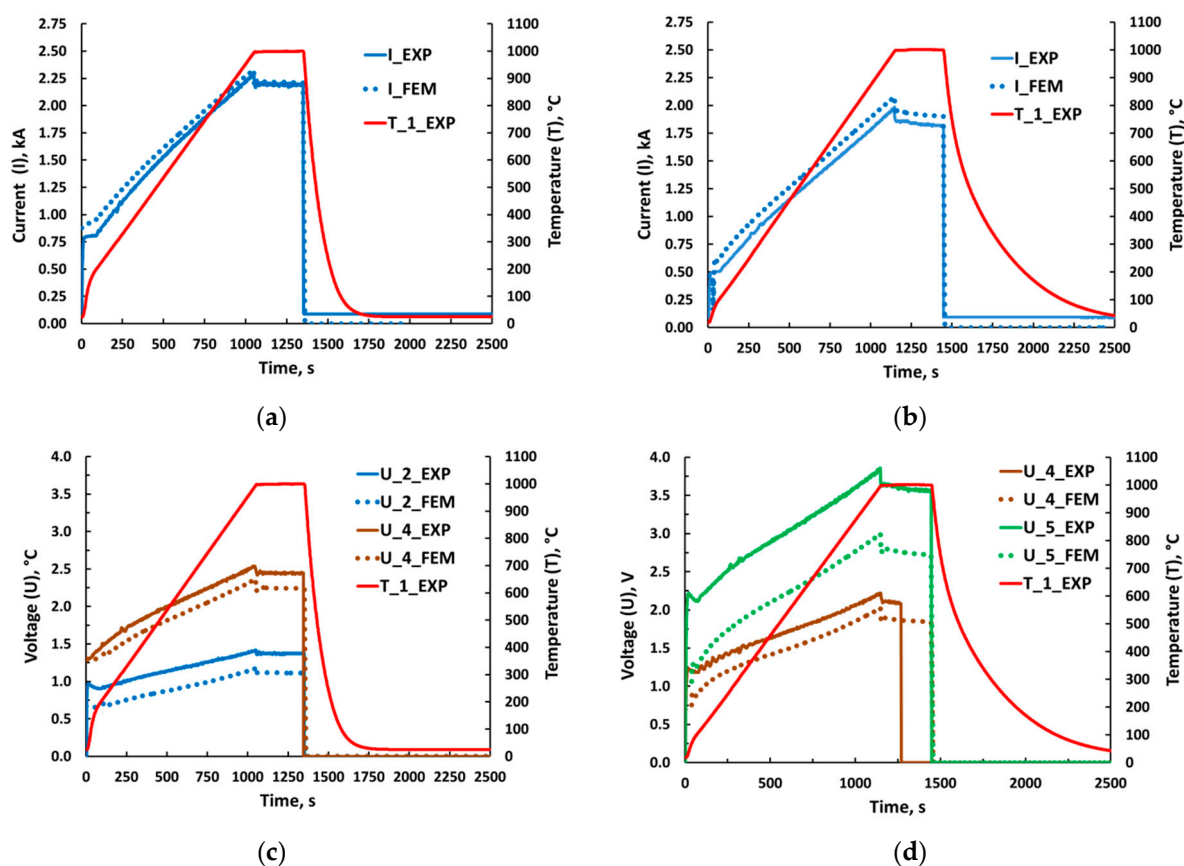 I_EXP
I_FEM
T_1_EXP
Current (I), kA
2.75
2.50
2.25
2.00
1.75
1.50
1.25
1.00
0.75
0.50
0.25
0.00
1100
1000
900
800
700
600
500
400
300
200
100
0
Temperature (T), °C
0 250 500 750 1000 1250 1500 1750 2000 2250 2500
Time, s
(a)
I_EXP
I_FEM
T_1_EXP
Current (I), kA
2.75
2.50
2.25
2.00
1.75
1.50
1.25
1.00
0.75
0.50
0.25
0.00
1100
1000
900
800
700
600
500
400
300
200
100
0
Temperature (T), °C
0 250 500 750 1000 1250 1500 1750 2000 2250 2500
Time, s
(b)
U_2_EXP
U_2_FEM
U_4_EXP
U_4_FEM
T_1_EXP
Voltage (U), °C
4.0
3.5
3.0
2.5
2.0
1.5
1.0
0.5
0.0
1100
1000
900
800
700
600
500
400
300
200
100
0
Temperature (T), °C
0 250 500 750 1000 1250 1500 1750 2000 2250 2500
Time, s
(c)
U_4_EXP
U_4_FEM
U_5_EXP
U_5_FEM
T_1_EXP
Voltage (U), V
4.0
3.5
3.0
2.5
2.0
1.5
1.0
0.5
0.0
1100
1000
900
800
700
600
500
400
300
200
100
0
Temperature (T), °C
0 500 1000 1500 2000 2500
Time, s
(d)